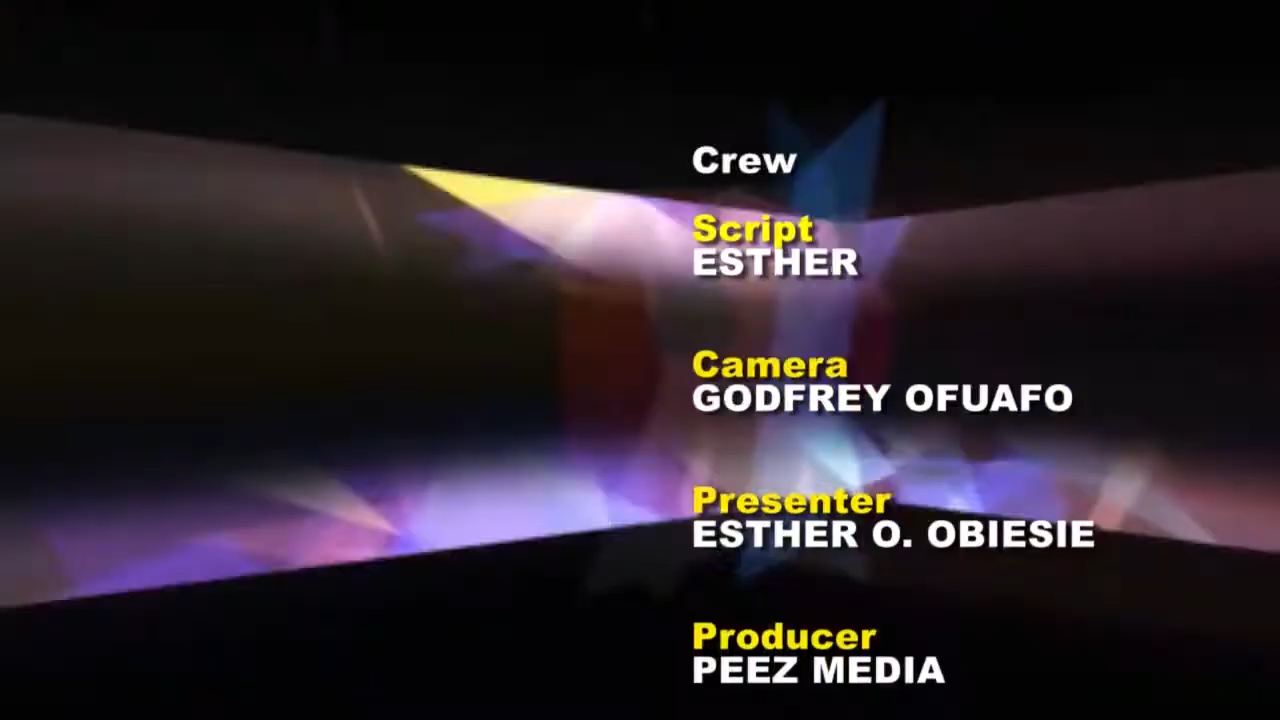 Crew
Script
ESTHER
Camera
GODFREY OFUAFO
Presenter
ESTHER O. OBIESIE
Producer
PEEZ MEDIA